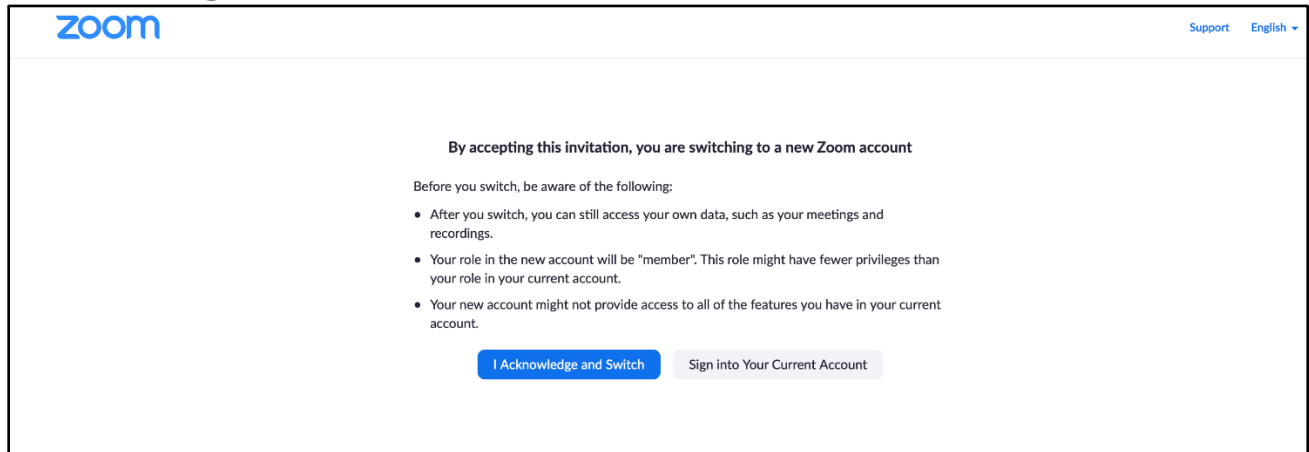 zoom
Support English
By accepting this invitation, you are switching to a new Zoom account
Before you switch, be aware of the following:
• After you switch, you can still access your own data, such as your meetings and
recordings.
• Your role in the new account will be "member". This role might have fewer privileges than
your role in your current account.
• Your new account might not provide access to all of the features you have in your current
account.
I Acknowledge and Switch Sign into Your Current Account